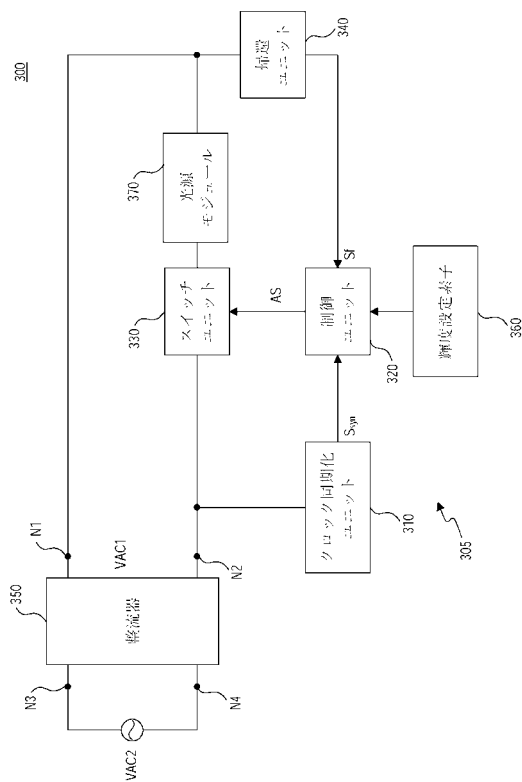 300
N1
VAC1
N2
350
整流器
N3
N4
VAC2
370
光源
モジュール
帰還
ユニット
340
330
スイッチ
ユニット
AS
Sf
制御
ユニット
320
Ssyn
クロック同期化
ユニット
310
輝度設定素子
360
305